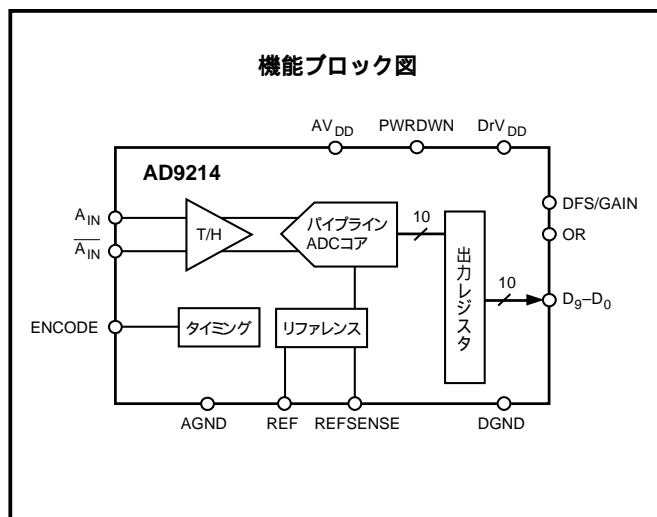 機能ブロック図
AVDD PWRDWN DrVDD
AD9214
DFS/GAIN
AIN
T/H
パイプライン
ADCコア
10
OR
AIN
出力レジスタ
10
D9–D0
ENCODE
タイミング
リファレンス
AGND REF REFSENSE DGND